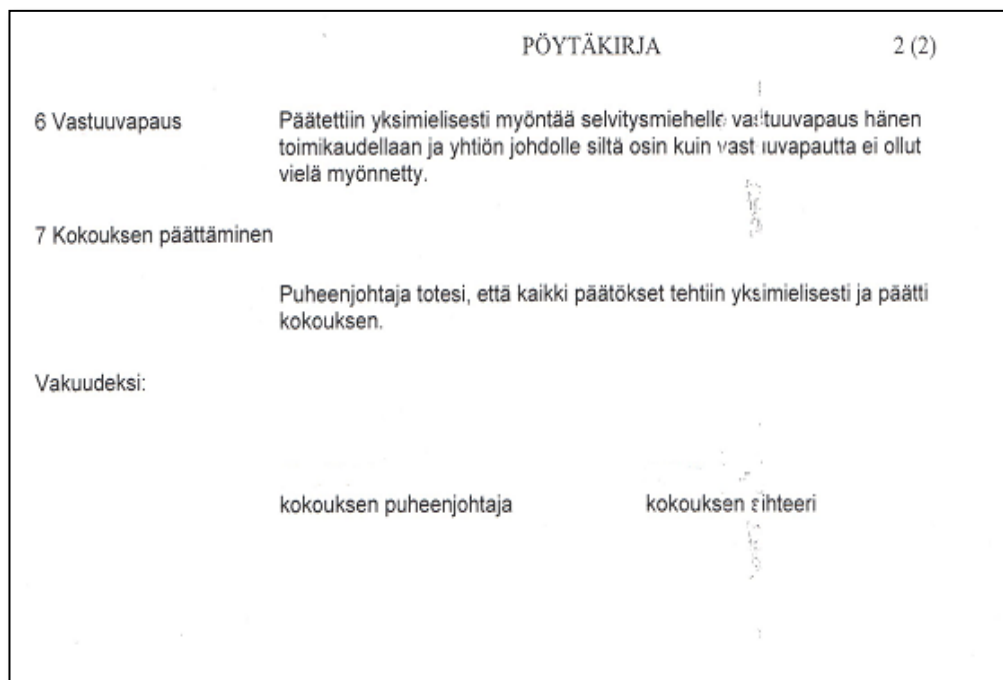 PÖYTÄKIRJA 2 (2)
6 Vastuuvapaus Päätettiin yksimielisesti myöntää selvitysmiehelle vastuuvapaus hänen
toimikaudellaan ja yhtiön johdolle siltä osin kuin vastuuvapautta ei ollut
vielä myönnetty.
7 Kokouksen päättäminen
Puheenjohtaja totesi, että kaikki päätökset tehtiin yksimielisesti ja päätti
kokouksen.
Vakuudeksi:
kokouksen puheenjohtaja kokouksen sihteeri